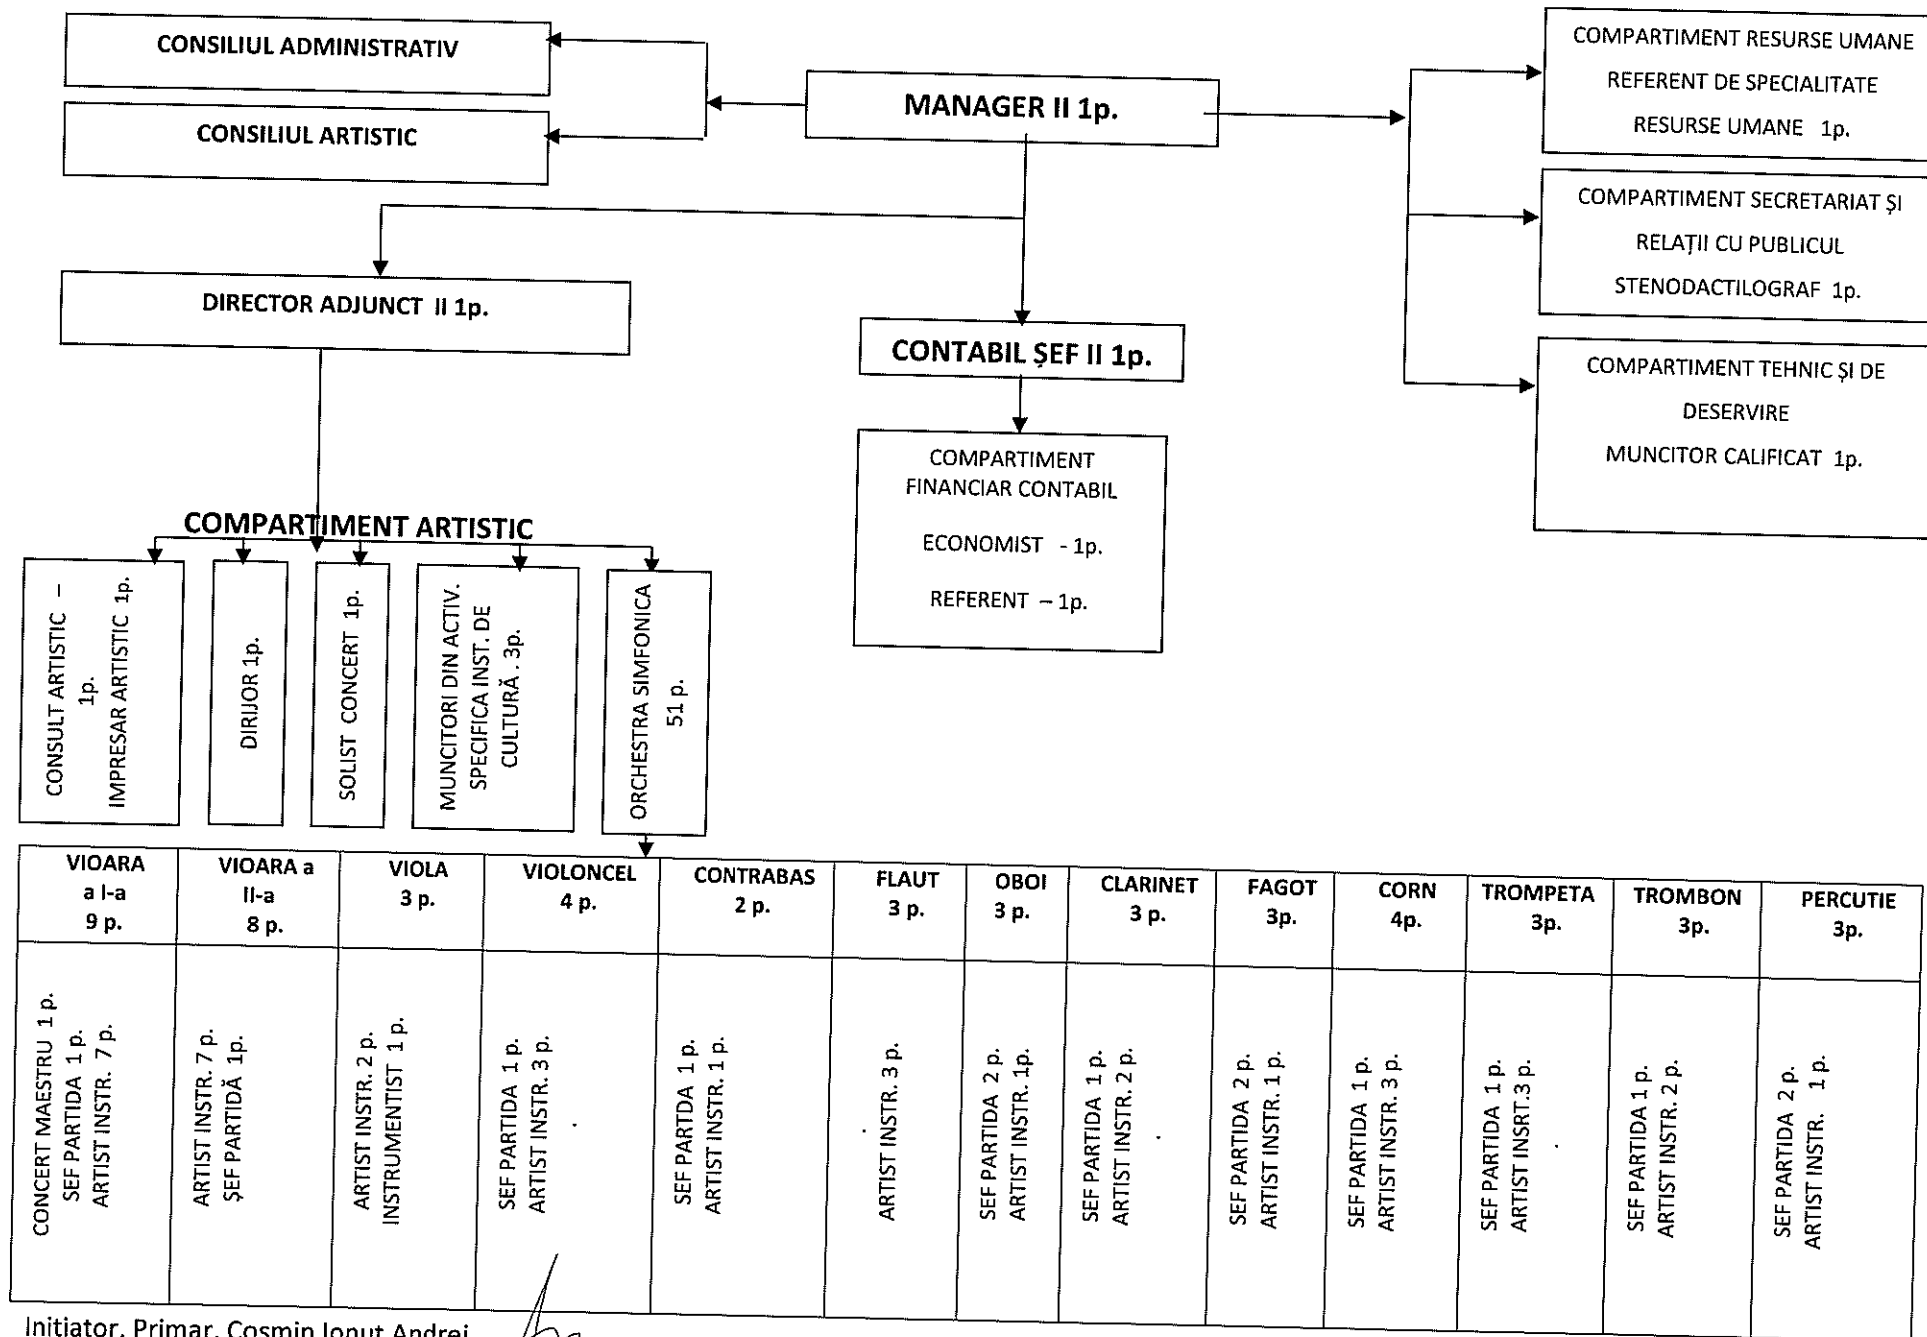 CONSILIUL ADMINISTRATIV
CONSILIUL ARTISTIC
MANAGER II 1p.
COMPARTIMENT RESURSE UMANE
REFERENT DE SPECIALITATE
RESURSE UMANE 1p.
COMPARTIMENT SECRETARIAT ȘI
RELAȚII CU PUBLICUL
STENODACTILOGRAF 1p.
COMPARTIMENT TEHNIC ȘI DE
DESERVIRE
MUNCITOR CALIFICAT 1p.
DIRECTOR ADJUNCT II 1p.
CONTABIL ȘEF II 1p.
COMPARTIMENT
FINANCIAR CONTABIL
ECONOMIST - 1p.
REFERENT – 1p.
COMPARTIMENT ARTISTIC
CONSULT ARTISTIC –
1p.
IMPRESAR ARTISTIC 1p.
DIRIJOR 1p.
SOLIST CONCERT 1p.
MUNCITORI DIN ACTIV.
SPECIFICA INST. DE
CULTURĂ . 3p.
ORCHESTRA SIMFONICA
51 p.
VIOARA
a I-a
9 p.
VIOARA a
II-a
8 p.
VIOLA
3 p.
VIOLONCEL
4 p.
CONTRABAS
2 p.
FLAUT
3 p.
OBOI
3 p.
CLARINET
3 p.
FAGOT
3p.
CORN
4p.
TROMPETA
3p.
TROMBON
3p.
PERCUTIE
3p.
CONCERT MAESTRU 1 p.
SEF PARTIDA 1 p.
ARTIST INSTR. 7 p.
ARTIST INSTR. 7 p.
ȘEF PARTIDĂ 1p.
ARTIST INSTR. 2 p.
INSTRUMENTIST 1 p.
SEF PARTIDA 1 p.
ARTIST INSTR. 3 p.
SEF PARTDA 1 p.
ARTIST INSTR. 1 p.
ARTIST INSTR. 3 p.
SEF PARTIDA 2 p.
ARTIST INSTR. 1p.
SEF PARTIDA 1 p.
ARTIST INSTR. 2 p.
SEF PARTIDA 2 p.
ARTIST INSTR. 1 p.
SEF PARTIDA 1 p.
ARTIST INSTR. 3 p.
SEF PARTIDA 1 p.
ARTIST INSRT.3 p.
SEF PARTIDA 1 p.
ARTIST INSTR. 2 p.
SEF PARTIDA 2 p.
ARTIST INSTR. 1 p.
Initiator, Primar, Cosmin Ionut Andrei